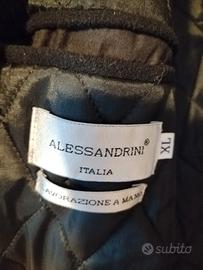 ALESSANDRINI®
ITALIA
XL
LAVORAZIONE A MANO
subito